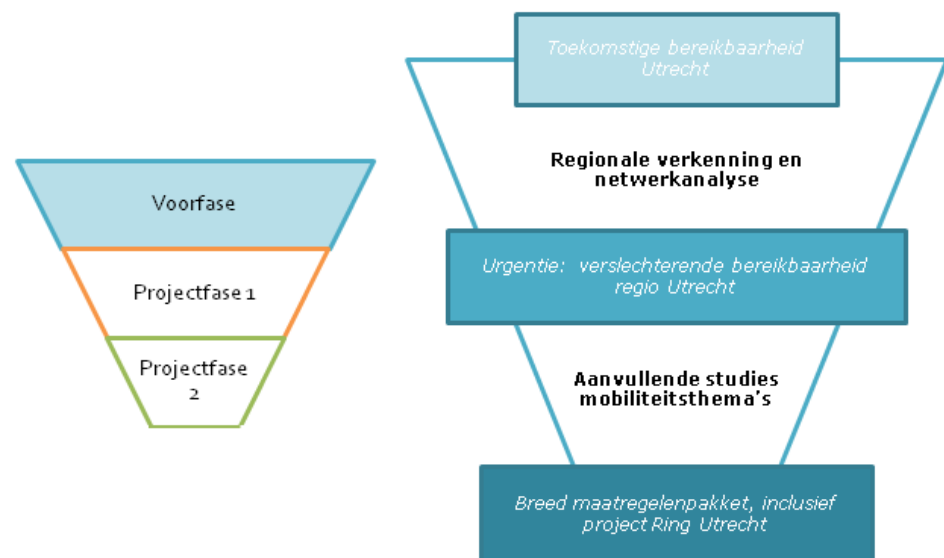 Voorfase
Projectfase 1
Projectfase
2
Toekomstige bereikbaarheid
Utrecht
Regionale verkenning en
netwerkanalyse
Urgentie: verslechterende bereikbaarheid
regio Utrecht
Aanvullende studies
mobiliteitsthema's
Breed maatregelenpakket, inclusief
project Ring Utrecht